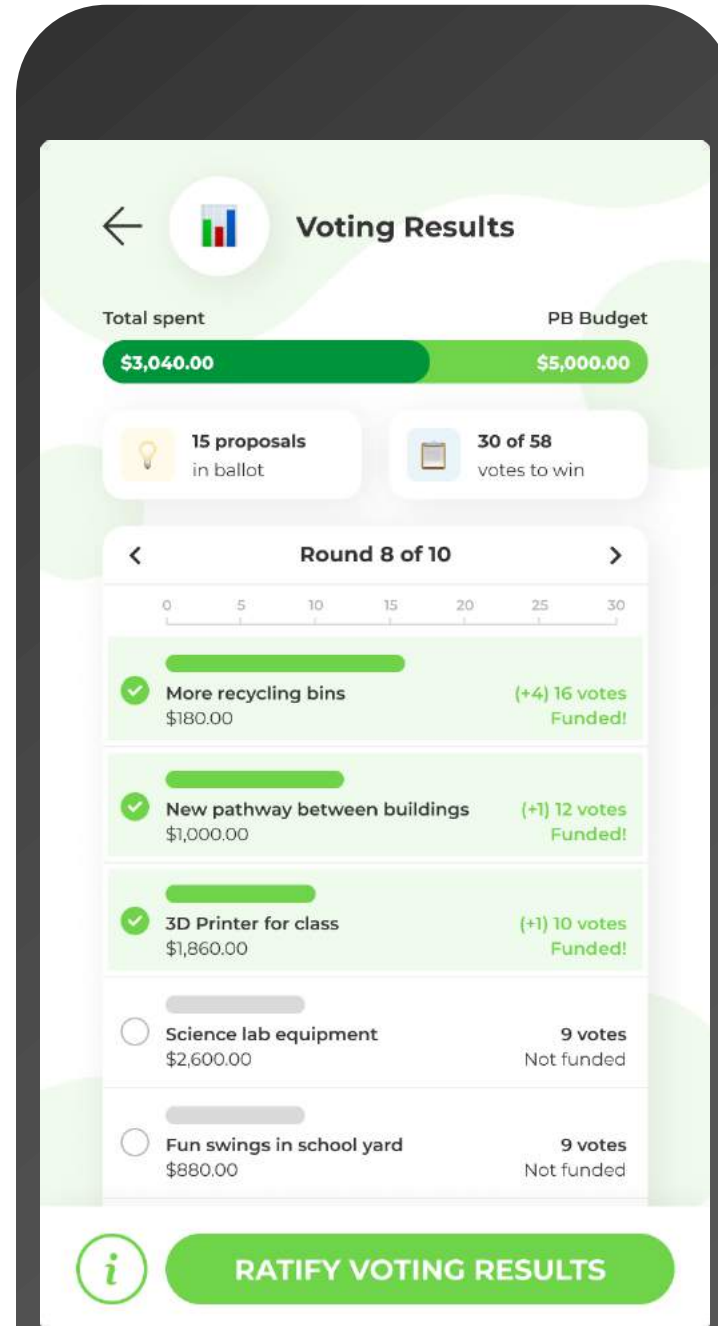 Voting Results
Total spent PB Budget
$3,040.00 $5,000.00
15 proposals
in ballot
30 of 58
votes to win
Round 8 of 10
0 5 10 15 20 25 30
More recycling bins (+4) 16 votes
$180.00 Funded!
New pathway between buildings (+1) 12 votes
$1,000.00 Funded!
3D Printer for class (+1) 10 votes
$1,860.00 Funded!
Science lab equipment 9 votes
$2,600.00 Not funded
Fun swings in school yard 9 votes
$880.00 Not funded
i RATIFY VOTING RESULTS